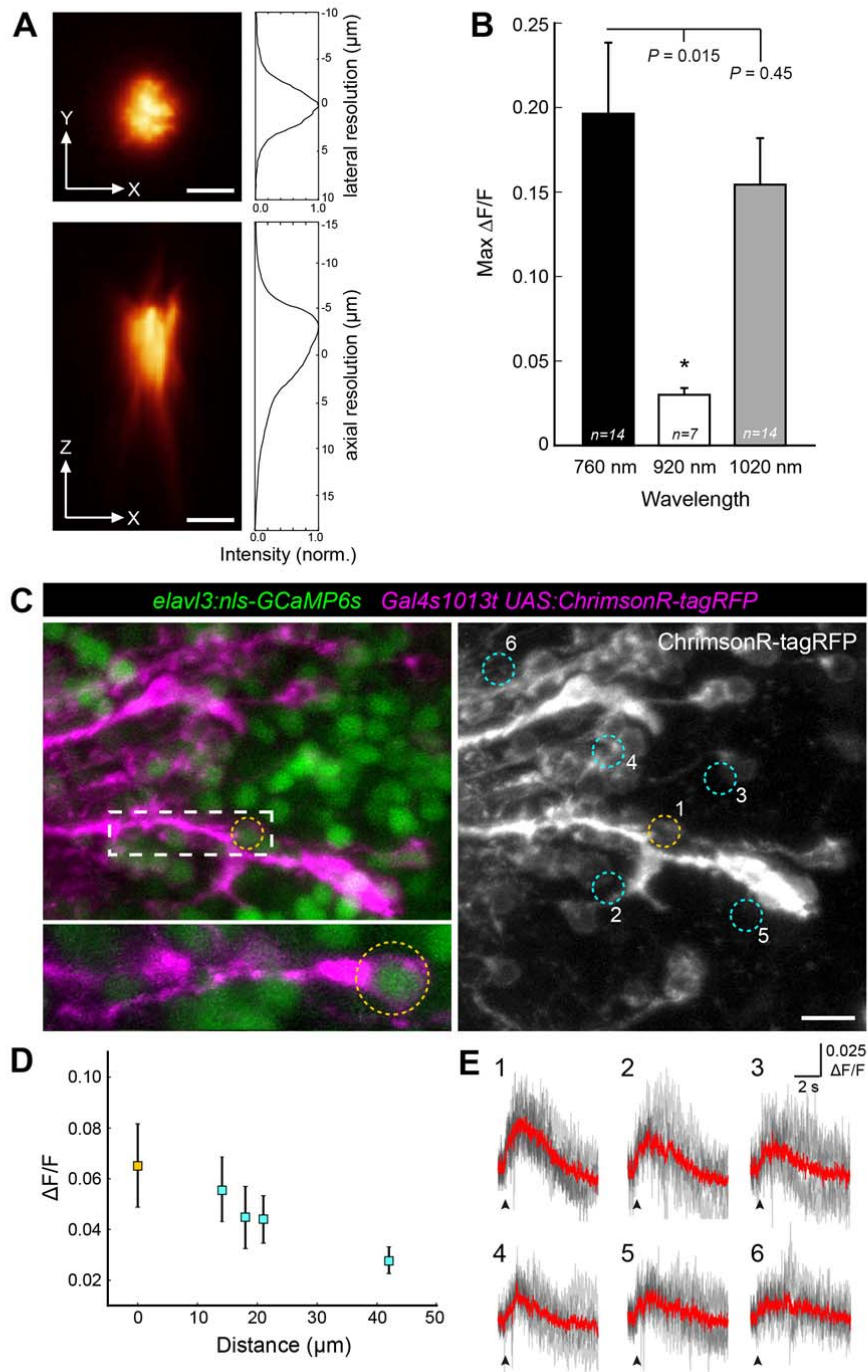 A
Y
X
-10
-5
0
5
10
lateral resolution (µm)
0.0
1.0
Z
X
-15
-10
-5
0
5
10
15
axial resolution (µm)
0.0
1.0
Intensity (norm.)
B
P = 0.015
P = 0.45
Max ΔF/F
0.20
0.15
0.10
0.05
0
*
n=14
n=7
n=14
760 nm 920 nm 1020 nm
Wavelength
C
elavl3:nls-GCaMP6s Gal4s1013t UAS:ChrimsonR-tagRFP
ChrimsonR-tagRFP
6
4
3
1
2
5
D
ΔF/F
0.10
0.08
0.06
0.04
0.02
0 10 20 30 40 50
Distance (µm)
E
1 2 3
0.025
ΔF/F
2 s
4 5 6